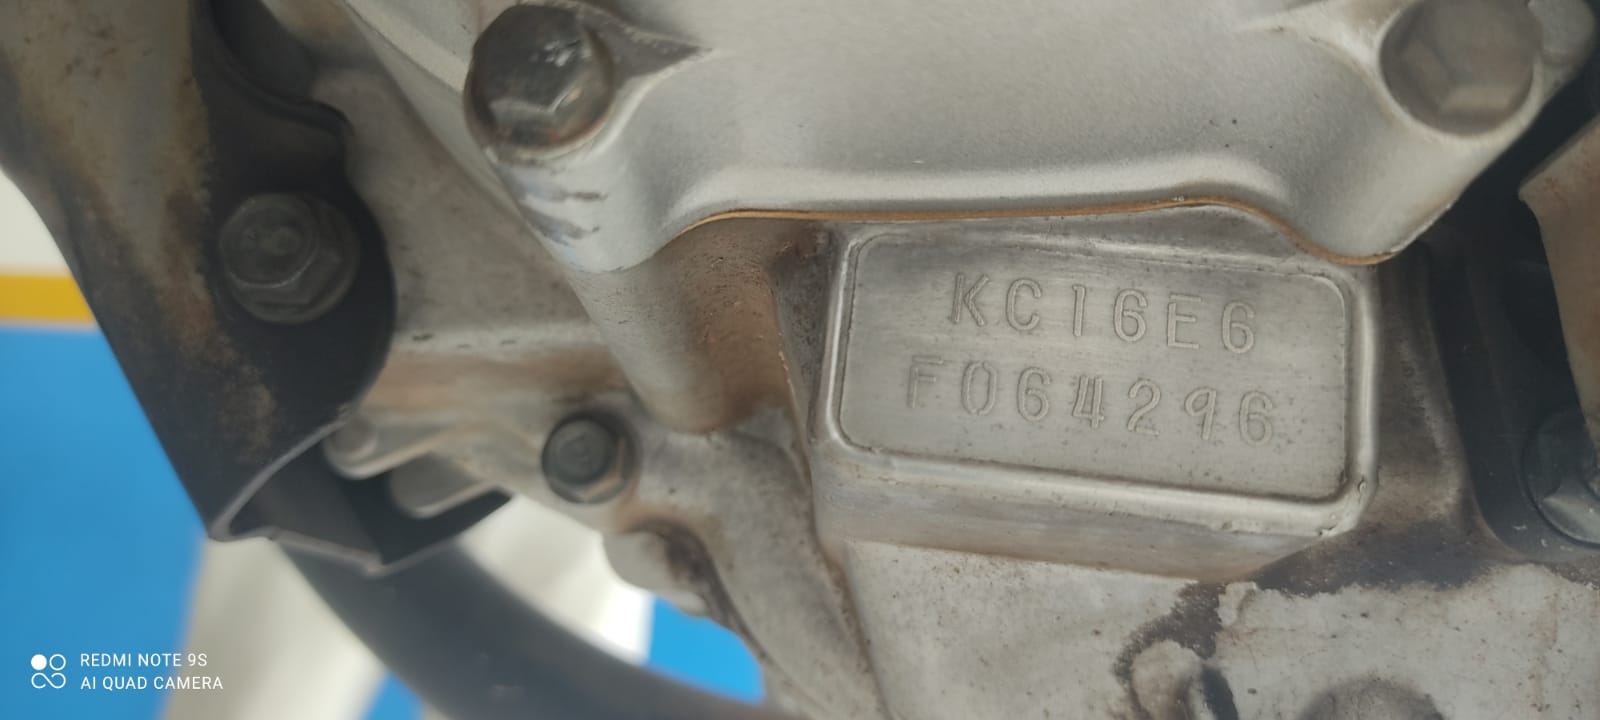 KC16E6
F064296
REDMI NOTE 9S
AI QUAD CAMERA